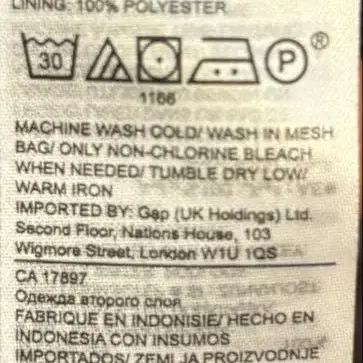 LINING: 100% POLYESTER
30
P
®
1166
MACHINE WASH COLD/ WASH IN MESH
BAG/ ONLY NON-CHLORINE BLEACH
WHEN NEEDED/ TUMBLE DRY LOW/
WARM IRON
IMPORTED BY: Gap (UK Holdings) Ltd.
Second Floor, Nations House, 103
Wigmore Street, London W1U 1QS
CA 17897
Одежда второго слоя
FABRIQUE EN INDONISIE/ HECHO EN
INDONESIA CON INSUMOS
IMPORTADOS/ ZEMLJA PROIZVODNJE